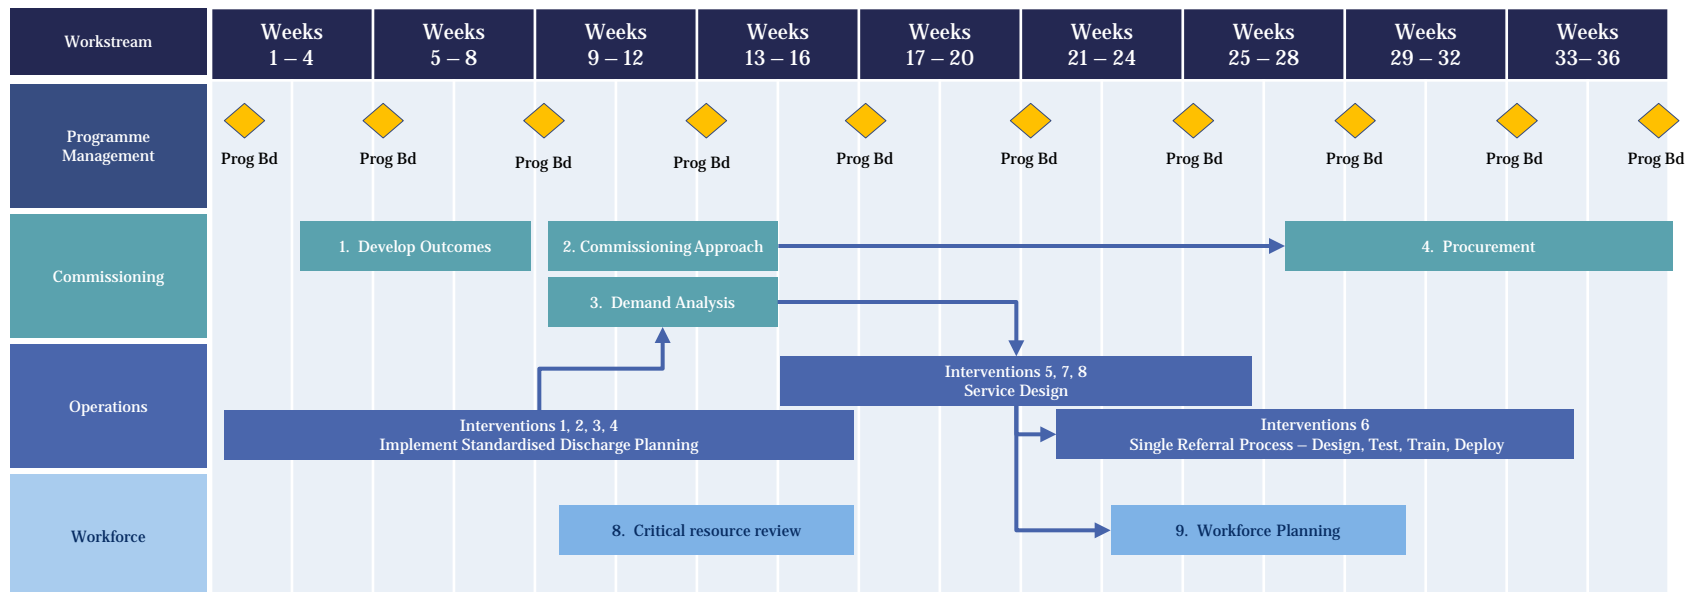 Workstream
Weeks
1 – 4
Weeks
5 – 8
Weeks
9 – 12
Weeks
13 – 16
Weeks
17 – 20
Weeks
21 – 24
Weeks
25 – 28
Weeks
29 – 32
Weeks
33– 36
Programme
Management
Prog Bd
Prog Bd
Prog Bd
Prog Bd
Prog Bd
Prog Bd
Prog Bd
Prog Bd
Prog Bd
Prog Bd
Commissioning
1. Develop Outcomes
2. Commissioning Approach
4. Procurement
3. Demand Analysis
Operations
Interventions 5, 7, 8
Service Design
Interventions 1, 2, 3, 4
Implement Standardised Discharge Planning
Interventions 6
Single Referral Process – Design, Test, Train, Deploy
Workforce
8. Critical resource review
9. Workforce Planning